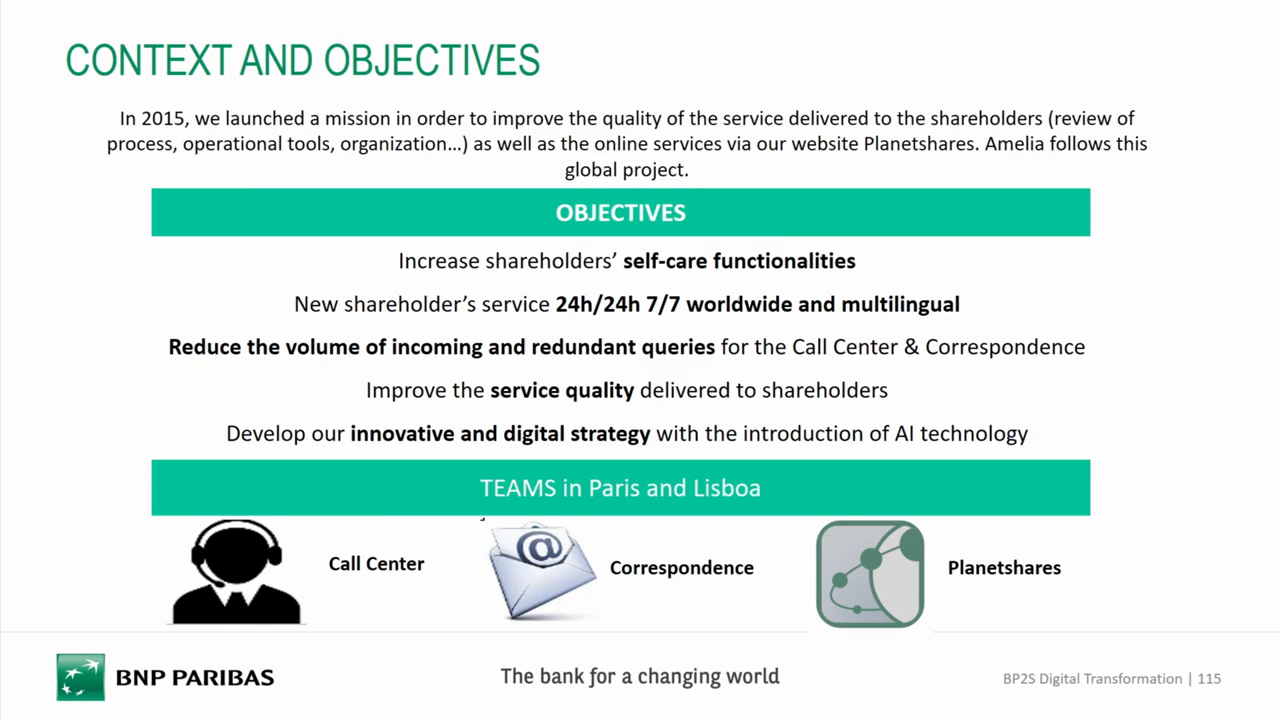 CONTEXT AND OBJECTIVES
In 2015, we launched a mission in order to improve the quality of the service delivered to the shareholders (review of
process, operational tools, organization...) as well as the online services via our website Planetshares. Amelia follows this
global project.
OBJECTIVES
Increase shareholders’ self-care functionalities
New shareholder’s service 24h/24h 7/7 worldwide and multilingual
Reduce the volume of incoming and redundant queries for the Call Center & Correspondence
Improve the service quality delivered to shareholders
Develop our innovative and digital strategy with the introduction of AI technology
TEAMS in Paris and Lisboa
Call Center
@
Correspondence
Planetshares
BNP PARIBAS
The bank for a changing world
BP2S Digital Transformation | 115